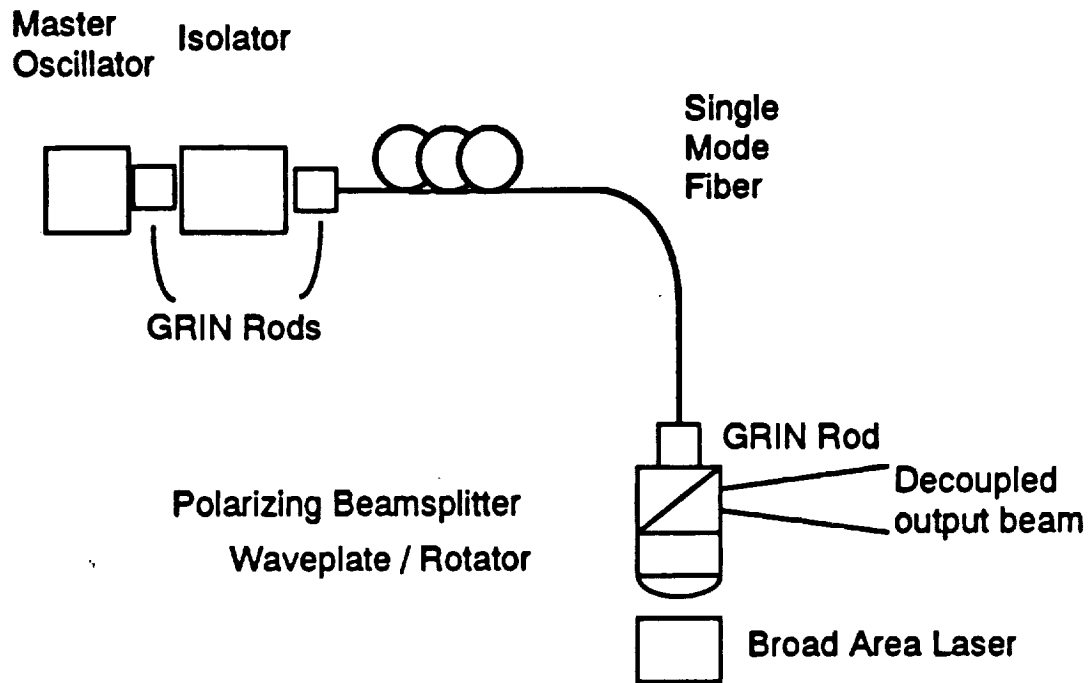 Master
Oscillator
Isolator
Single
Mode
Fiber
GRIN Rods
GRIN Rod
Decoupled
output beam
Polarizing Beamsplitter
Waveplate / Rotator
Broad Area Laser